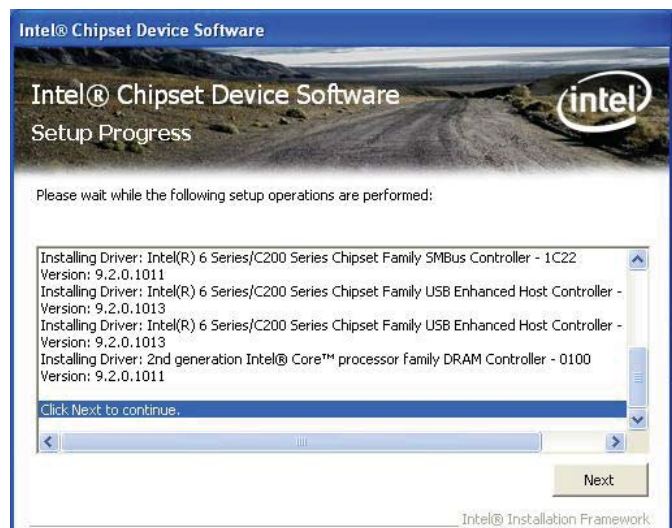 Intel® Chipset Device Software
Intel® Chipset Device Software
intel
Setup Progress
Please wait while the following setup operations are performed:
Installing Driver: Intel(R) 6 Series/C200 Series Chipset Family SMBus Controller - 1C22
Version: 9.2.0.1011
Installing Driver: Intel(R) 6 Series/C200 Series Chipset Family USB Enhanced Host Controller -
Version: 9.2.0.1013
Installing Driver: Intel(R) 6 Series/C200 Series Chipset Family USB Enhanced Host Controller -
Version: 9.2.0.1013
Installing Driver: 2nd generation Intel® Core™ processor family DRAM Controller - 0100
Version: 9.2.0.1011
Click Next to continue.
Next
Intel® Installation Framework